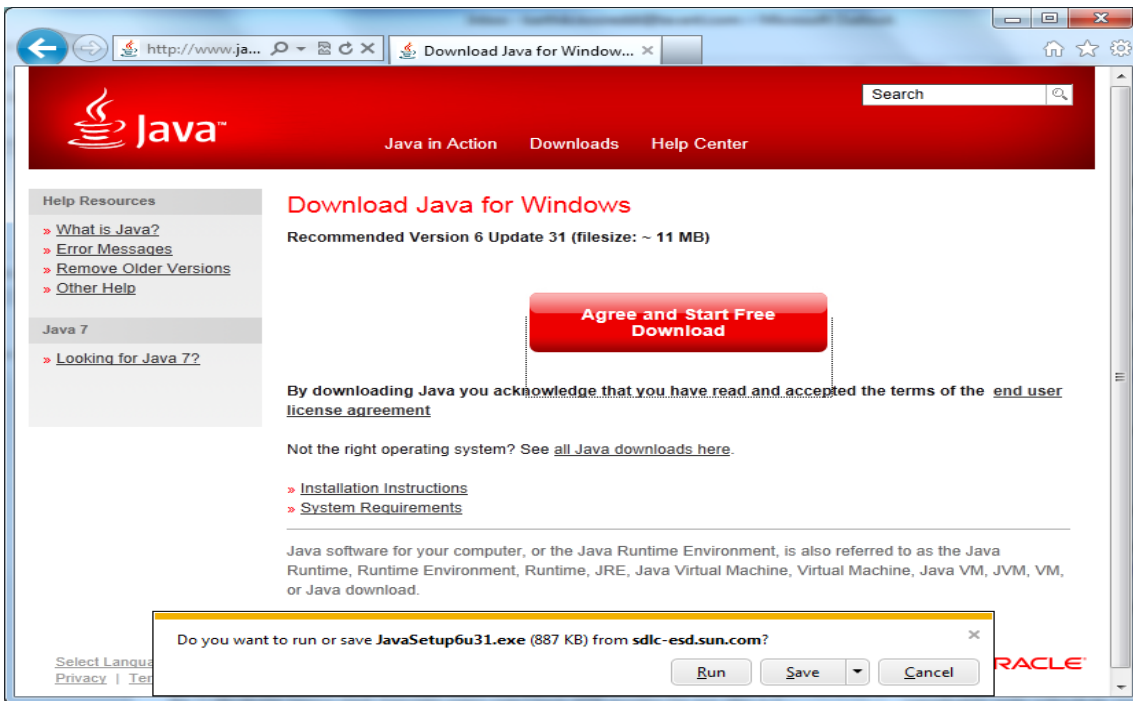 http://www.ja...
Download Java for Window...
Search
Java™
Java in Action Downloads Help Center
Help Resources
» What is Java?
» Error Messages
» Remove Older Versions
» Other Help
Java 7
» Looking for Java 7?
Download Java for Windows
Recommended Version 6 Update 31 (filesize: ~ 11 MB)
Agree and Start Free
Download
By downloading Java you acknowledge that you have read and accepted the terms of the end user
license agreement
Not the right operating system? See all Java downloads here.
» Installation Instructions
» System Requirements
Java software for your computer, or the Java Runtime Environment, is also referred to as the Java
Runtime, Runtime Environment, Runtime, JRE, Java Virtual Machine, Virtual Machine, Java VM, JVM, VM,
or Java download.
Do you want to run or save JavaSetup6u31.exe (887 KB) from sdlc-esd.sun.com?
Run Save Cancel
Select Langua
Privacy | Ter
RACLE